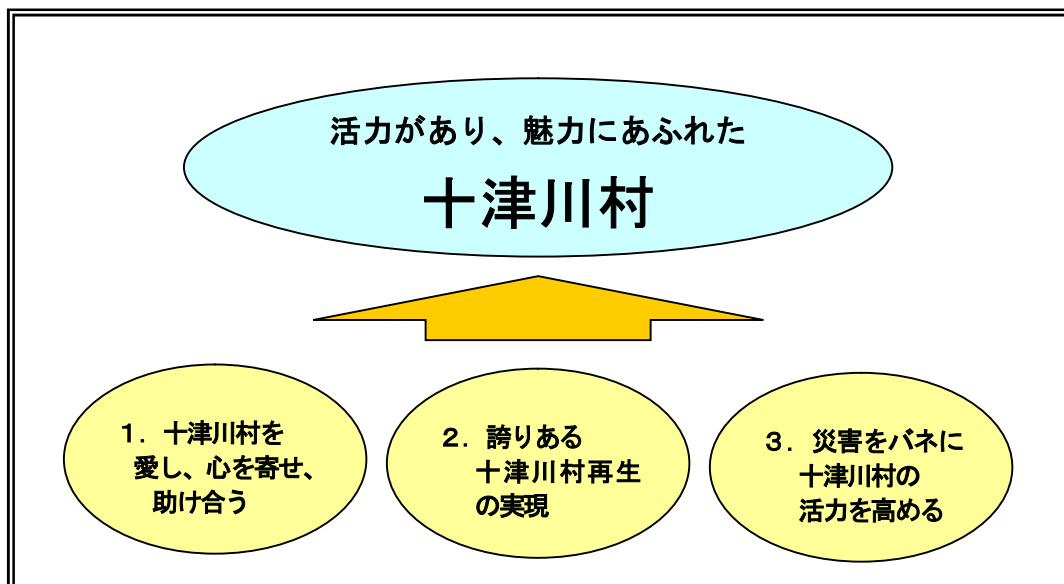 活力があり、魅力にあふれた
十津川村
１．十津川村を
愛し、心を寄せ、
助け合う
２．誇りある
十津川村再生
の実現
３．災害をバネに
十津川村の
活力を高める